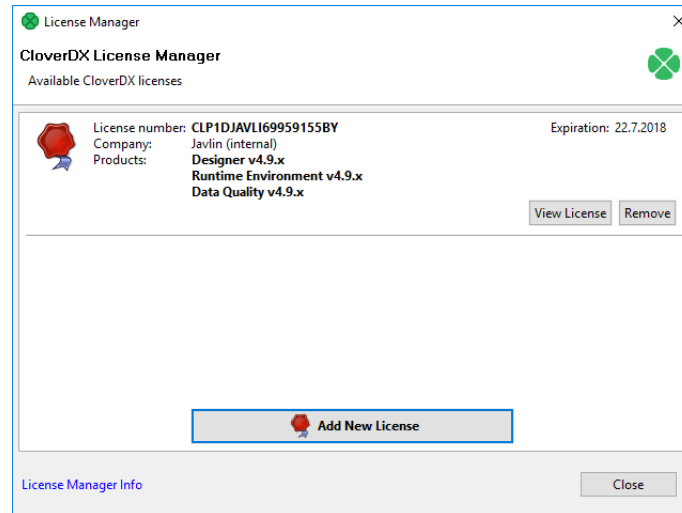 License Manager
CloverDX License Manager
Available CloverDX licenses
License number: CLP1DJAVLI69959155BY Expiration: 22.7.2018
Company: Javlin (internal)
Products: Designer v4.9.x
Runtime Environment v4.9.x
Data Quality v4.9.x
View License Remove
Add New License
License Manager Info Close